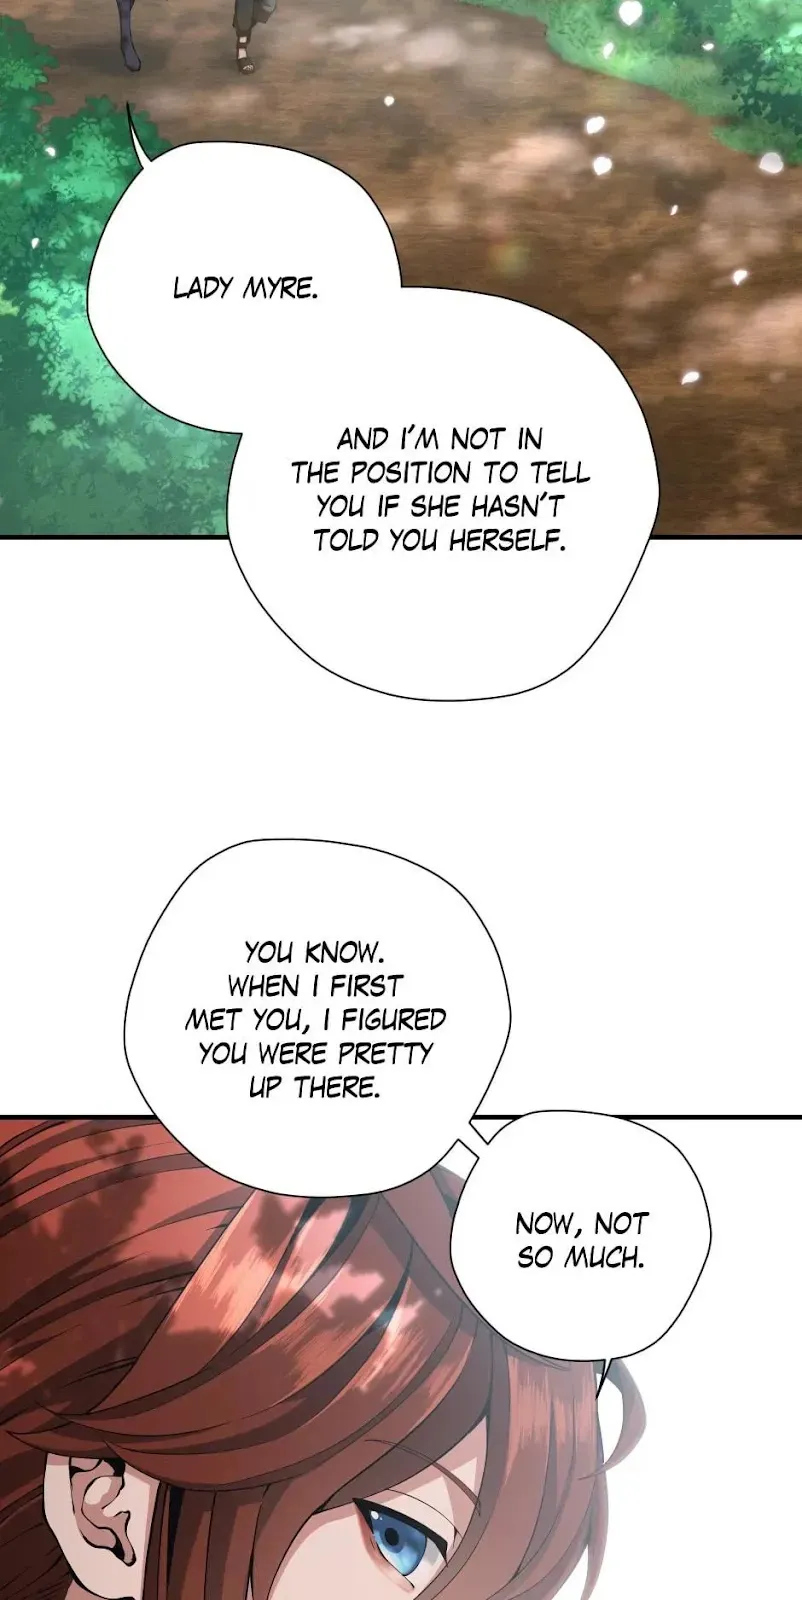 LADY MYRE.
AND I'M NOT IN
THE POSITION TO TELL
YOU IF SHE HASN'T
TOLD YOU HERSELF.
YOU KNOW.
WHEN I FIRST
MET YOU, I FIGURED
YOU WERE PRETTY
UP THERE.
NOW, NOT
SO MUCH.